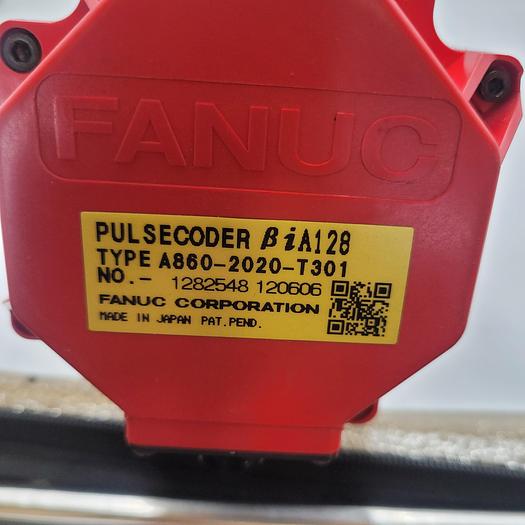 FANUC
PULSECODER βiA128
TYPE A860-2020-T301
NO.- 1282548 120606
FANUC CORPORATION
MADE IN JAPAN PAT.PEND.